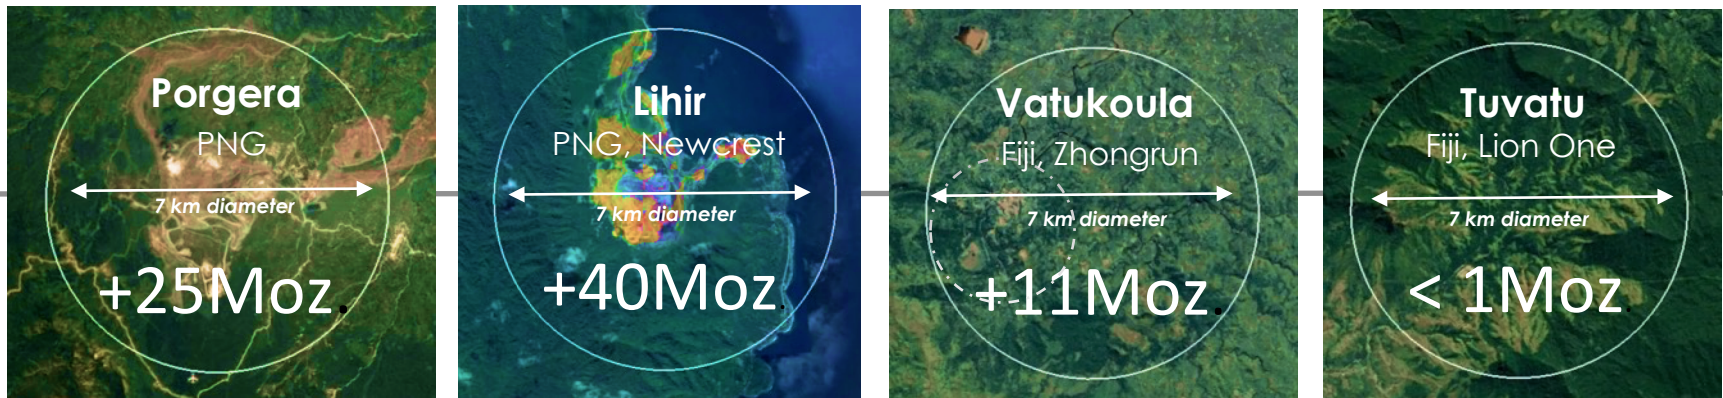 Porgera
PNG
7 km diameter
+25Moz.
Lihir
PNG, Newcrest
7 km diameter
+40Moz.
Vatukoula
Fiji, Zhongrun
7 km diameter
+11Moz.
Tuvatu
Fiji, Lion One
7 km diameter
< 1Moz.